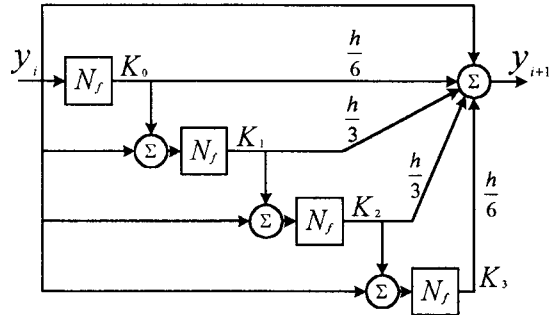 h/6
y_i N_f K_0 Σ y_{i+1}
h/3
Σ N_f K_1
h/3 h/6
Σ N_f K_2
Σ N_f K_3